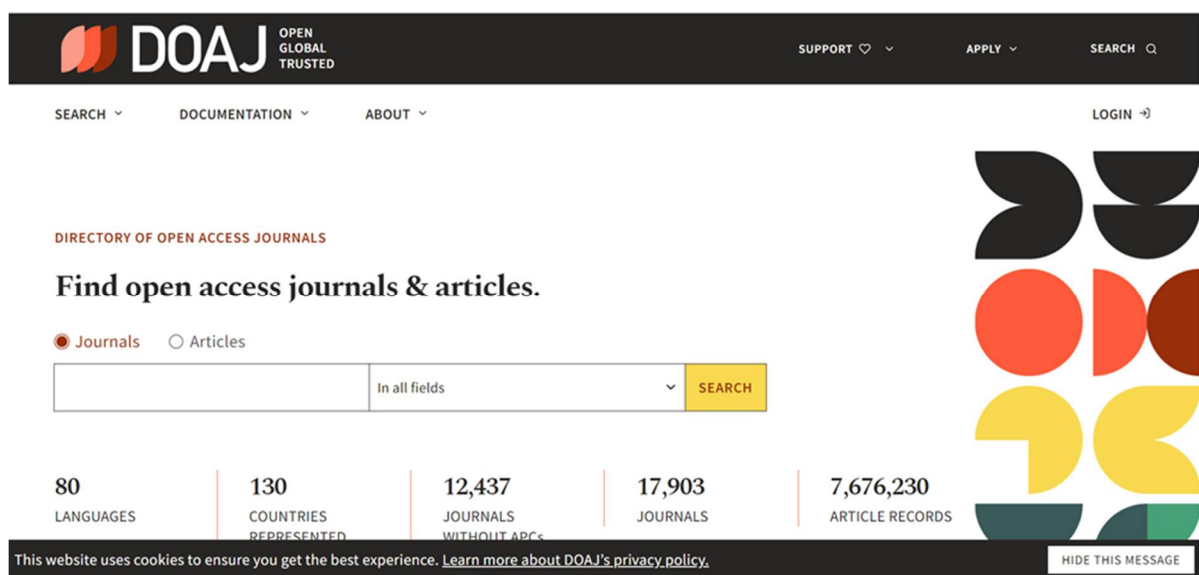 DOAJ
OPEN
GLOBAL
TRUSTED
SUPPORT
APPLY
SEARCH
SEARCH
DOCUMENTATION
ABOUT
LOGIN
DIRECTORY OF OPEN ACCESS JOURNALS
Find open access journals & articles.
Journals
Articles
In all fields
SEARCH
80
LANGUAGES
130
COUNTRIES
REPRESENTED
12,437
JOURNALS
WITHOUT APCs
17,903
JOURNALS
7,676,230
ARTICLE RECORDS
This website uses cookies to ensure you get the best experience. Learn more about DOAJ's privacy policy.
HIDE THIS MESSAGE